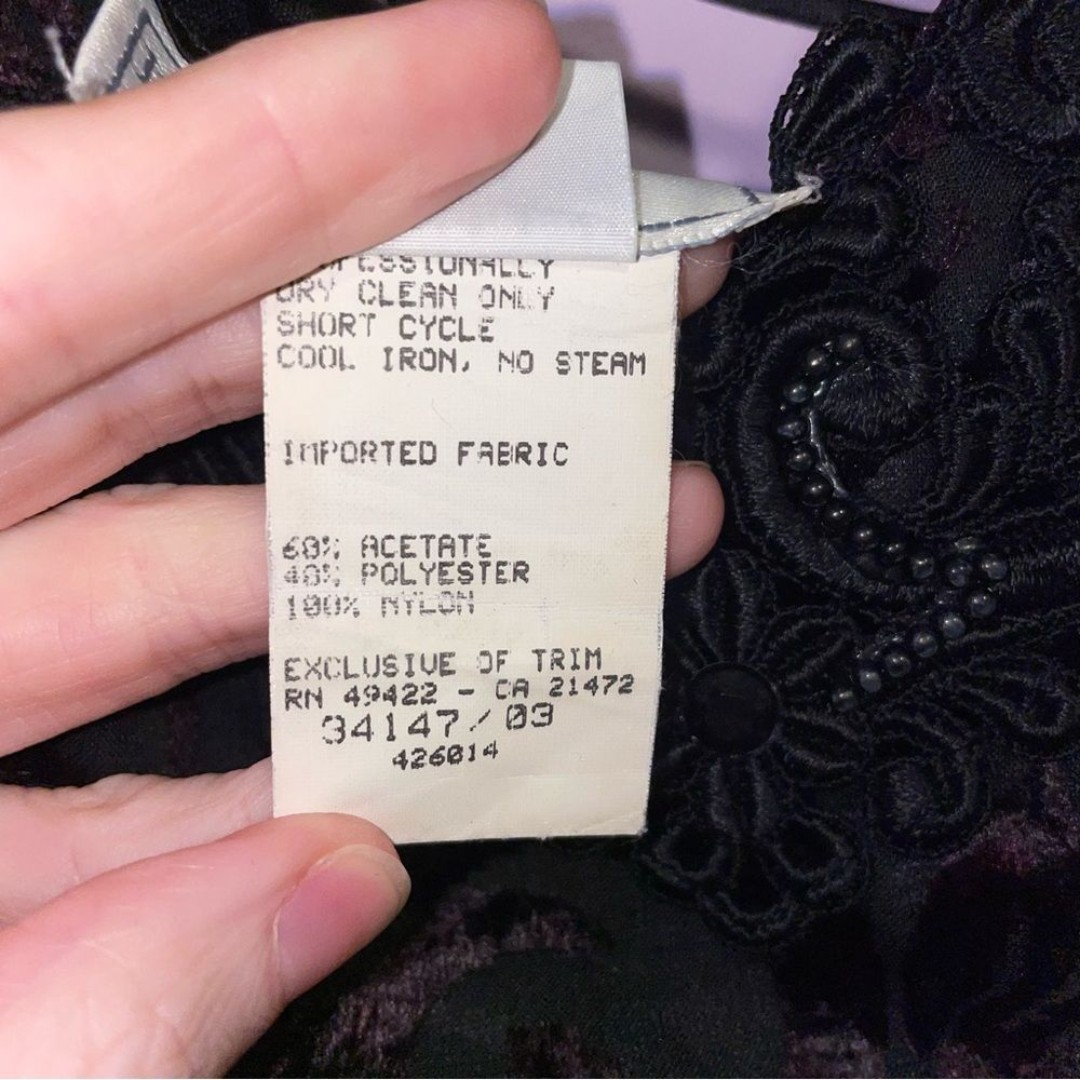 PROFESSIONALLY
DRY CLEAN ONLY
SHORT CYCLE
COOL IRON, NO STEAM
IMPORTED FABRIC
60% ACETATE
40% POLYESTER
100% NYLON
EXCLUSIVE OF TRIM
RN 49422 - CA 21472
34147/03
426014